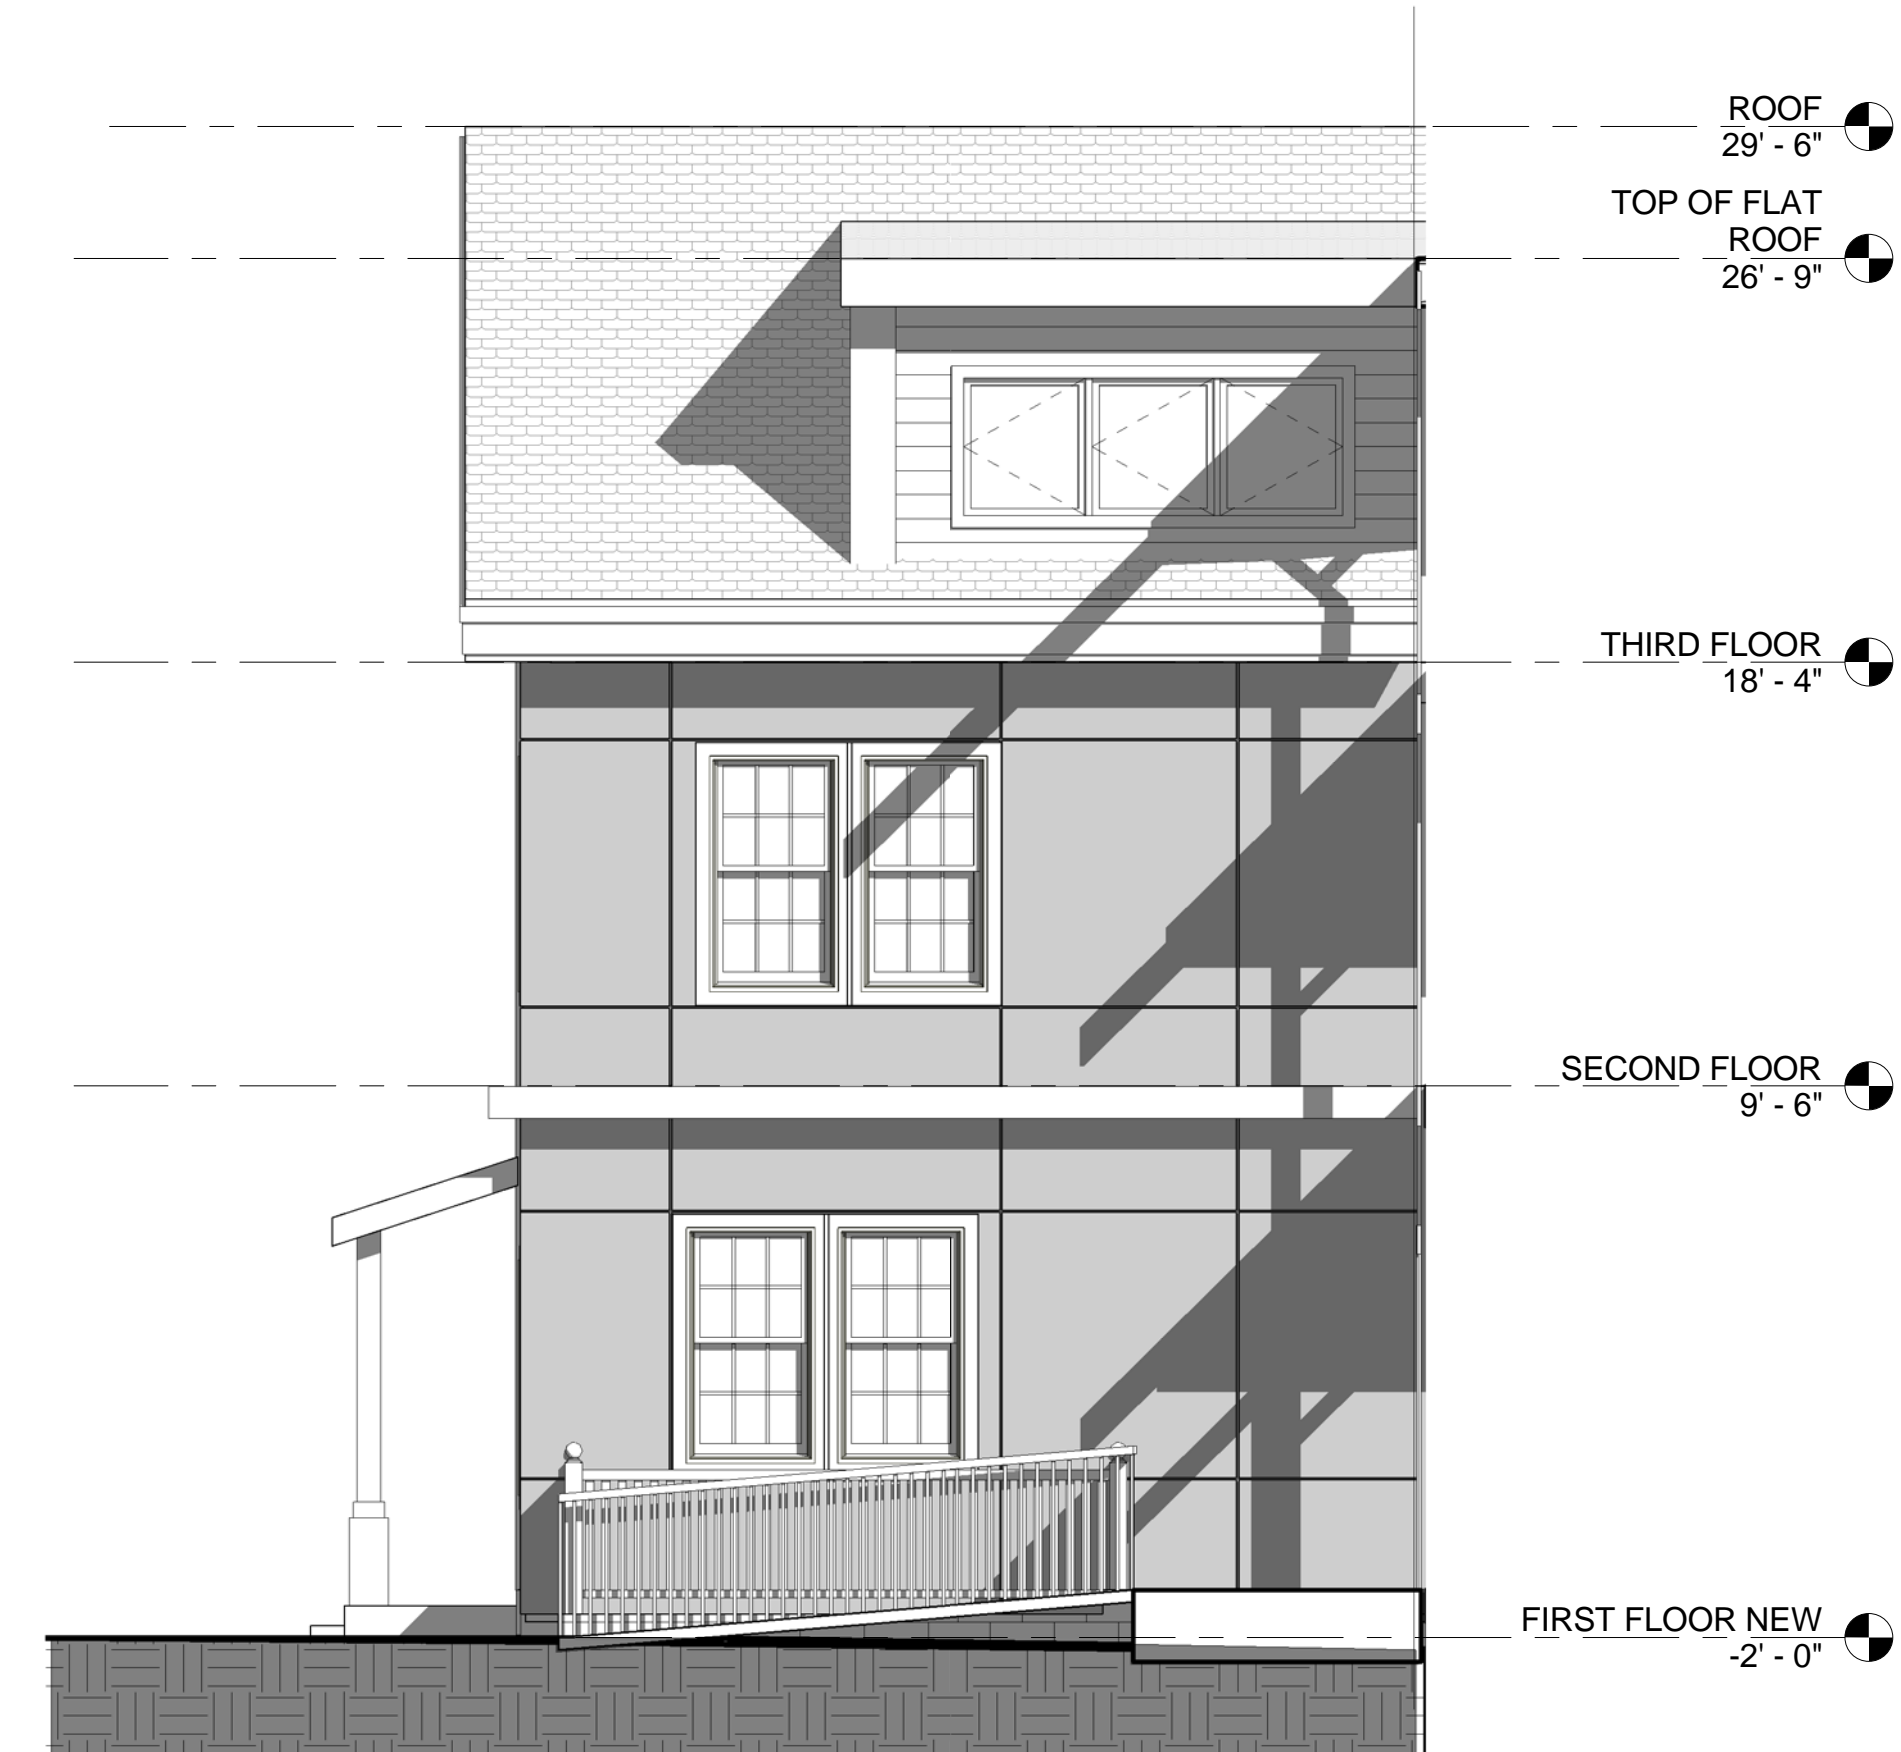 ROOF
29' - 6"
TOP OF FLAT
ROOF
26' - 9"
THIRD FLOOR
18' - 4"
SECOND FLOOR
9' - 6"
FIRST FLOOR NEW
-2' - 0"